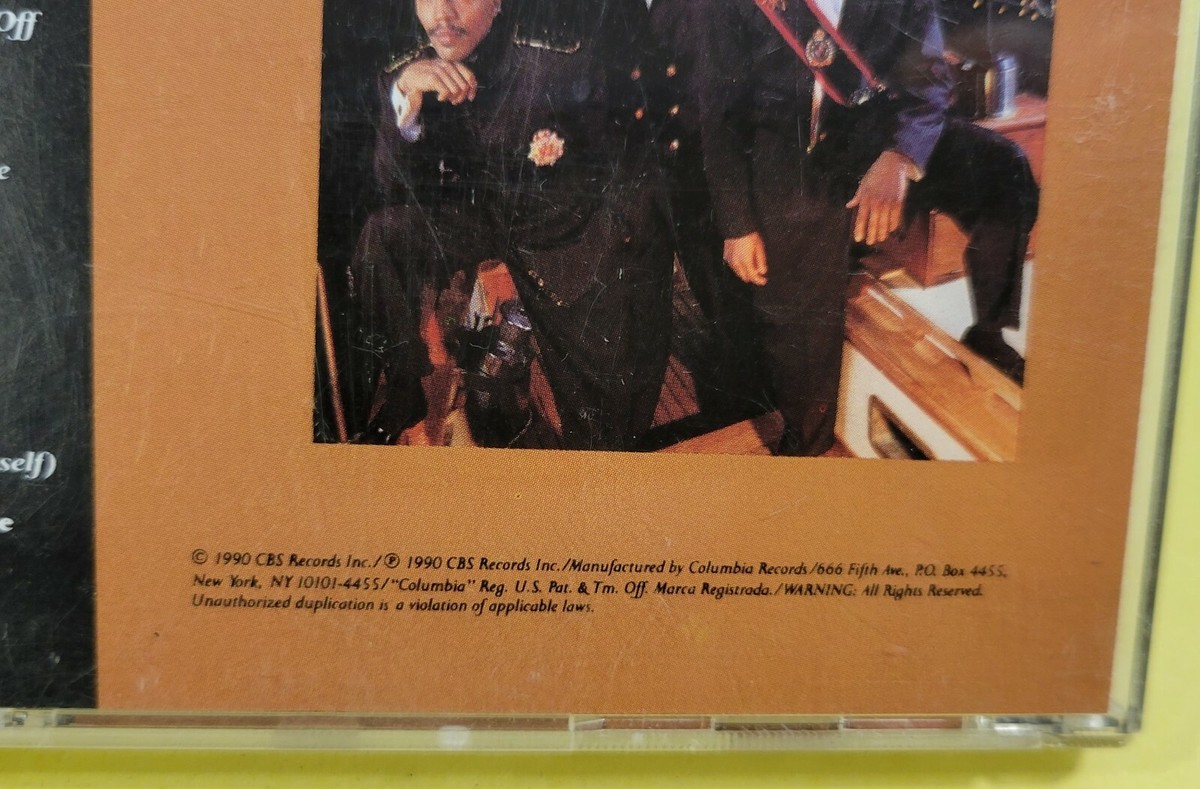 Off
e
self)
e
© 1990 CBS Records Inc./℗ 1990 CBS Records Inc./Manufactured by Columbia Records/666 Fifth Ave., P.O. Box 4455,
New York, NY 10101-4455/"Columbia" Reg. U.S. Pat. & Tm. Off. Marca Registrada./WARNING: All Rights Reserved.
Unauthorized duplication is a violation of applicable laws.